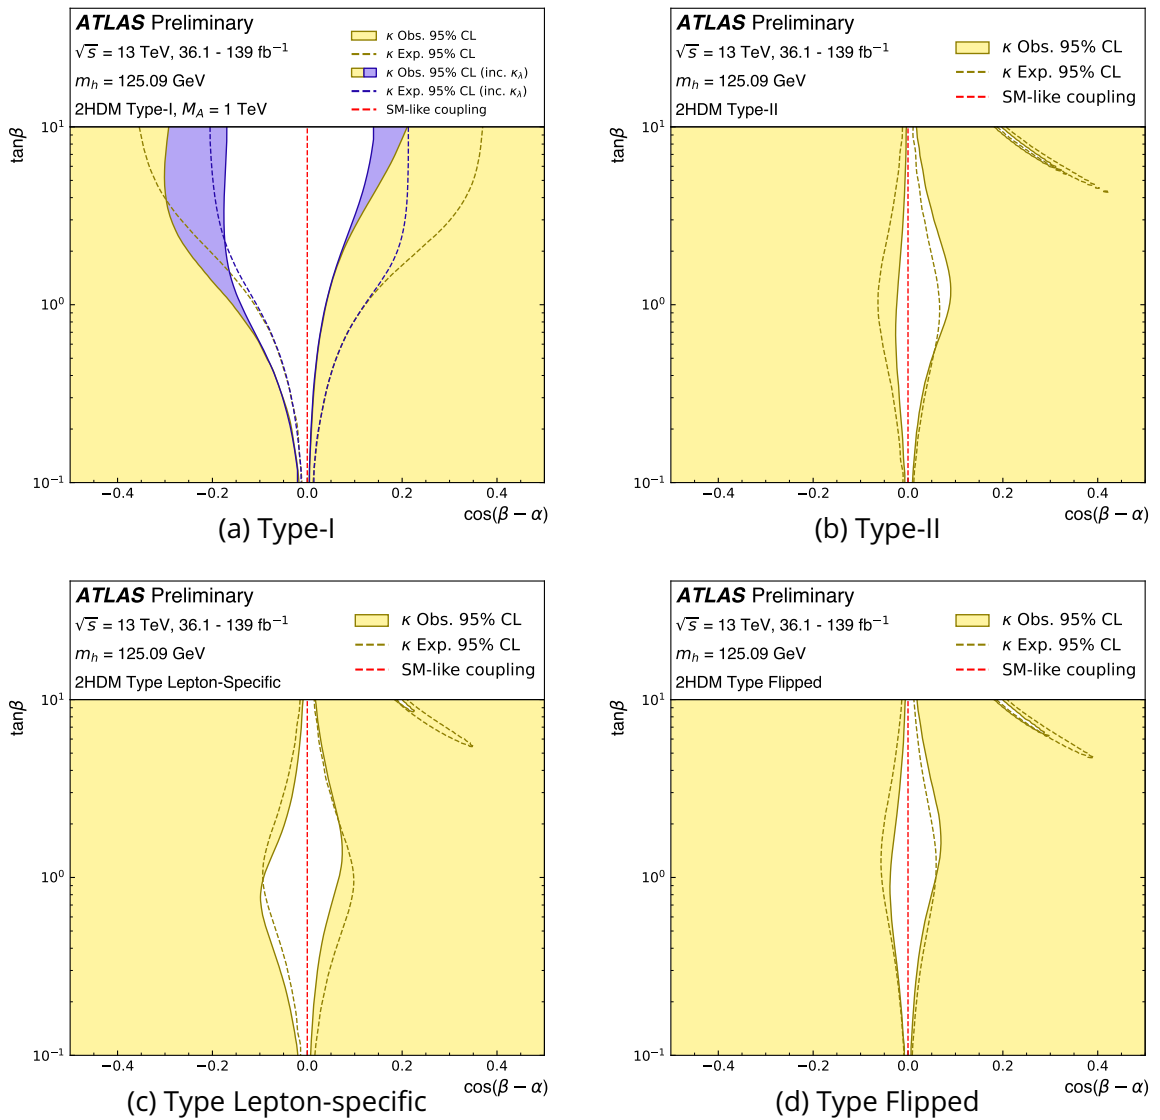 ATLAS Preliminary
√s = 13 TeV, 36.1 - 139 fb⁻¹
m_h = 125.09 GeV
2HDM Type-I, M_A = 1 TeV
κ Obs. 95% CL
κ Exp. 95% CL
κ Obs. 95% CL (inc. κ_λ)
κ Exp. 95% CL (inc. κ_λ)
SM-like coupling
tanβ
10¹
10⁰
10⁻¹
−0.4 −0.2 0.0 0.2 0.4
cos(β − α)
(a) Type-I
ATLAS Preliminary
√s = 13 TeV, 36.1 - 139 fb⁻¹
m_h = 125.09 GeV
2HDM Type-II
κ Obs. 95% CL
κ Exp. 95% CL
SM-like coupling
tanβ
10¹
10⁰
10⁻¹
−0.4 −0.2 0.0 0.2 0.4
cos(β − α)
(b) Type-II
ATLAS Preliminary
√s = 13 TeV, 36.1 - 139 fb⁻¹
m_h = 125.09 GeV
2HDM Type Lepton-Specific
κ Obs. 95% CL
κ Exp. 95% CL
SM-like coupling
tanβ
10¹
10⁰
10⁻¹
−0.4 −0.2 0.0 0.2 0.4
cos(β − α)
(c) Type Lepton-specific
ATLAS Preliminary
√s = 13 TeV, 36.1 - 139 fb⁻¹
m_h = 125.09 GeV
2HDM Type Flipped
κ Obs. 95% CL
κ Exp. 95% CL
SM-like coupling
tanβ
10¹
10⁰
10⁻¹
−0.4 −0.2 0.0 0.2 0.4
cos(β − α)
(d) Type Flipped